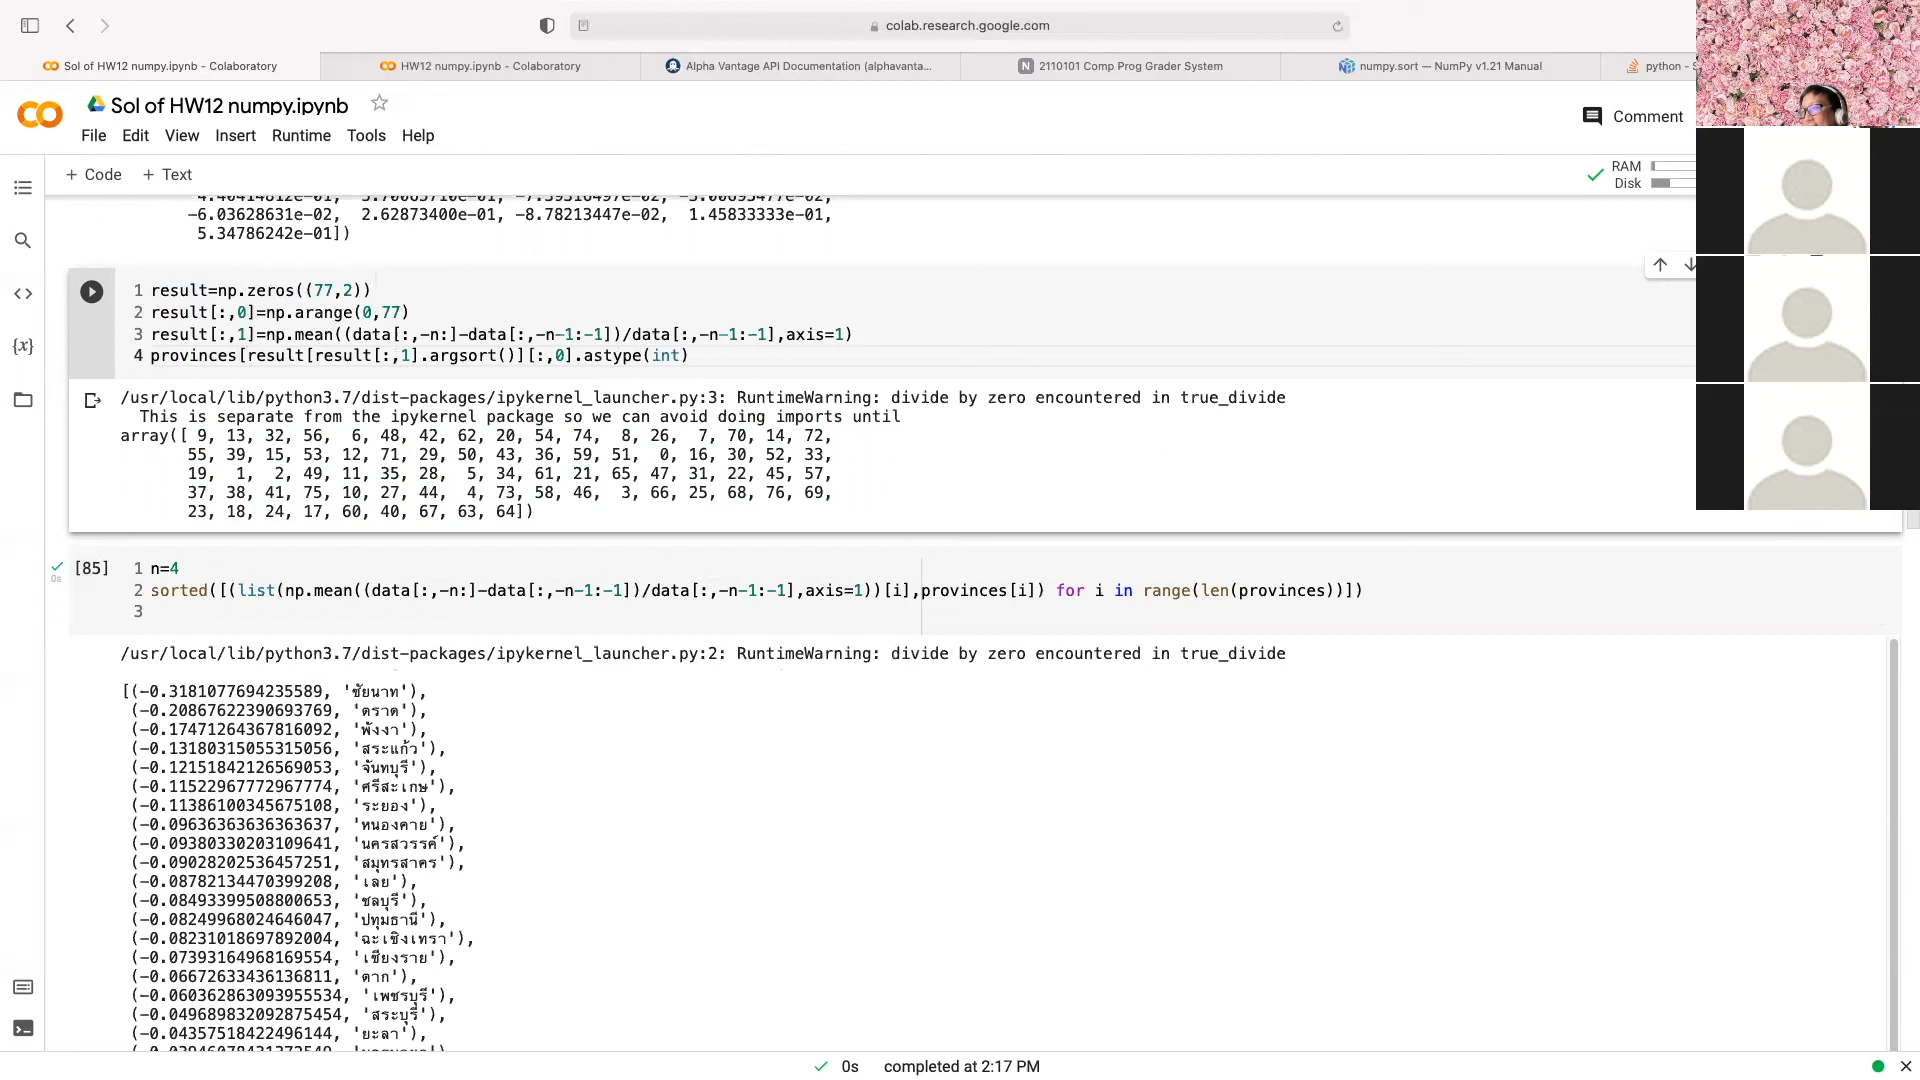 colab.research.google.com
Sol of HW12 numpy.ipynb - Colaboratory
HW12 numpy.ipynb - Colaboratory
Alpha Vantage API Documentation (alphavanta...
2110101 Comp Prog Grader System
numpy.sort — NumPy v1.21 Manual
python - S
Sol of HW12 numpy.ipynb
Comment
File Edit View Insert Runtime Tools Help
+ Code + Text
RAM
Disk
-6.03628631e-02, 2.62873400e-01, -8.78213447e-02, 1.45833333e-01,
5.34786242e-01])
1 result=np.zeros((77,2))
2 result[:,0]=np.arange(0,77)
3 result[:,1]=np.mean((data[:,-n:]-data[:,-n-1:-1])/data[:,-n-1:-1],axis=1)
4 provinces[result[result[:,1].argsort()][:,0].astype(int)
/usr/local/lib/python3.7/dist-packages/ipykernel_launcher.py:3: RuntimeWarning: divide by zero encountered in true_divide
This is separate from the ipykernel package so we can avoid doing imports until
array([ 9, 13, 32, 56, 6, 48, 42, 62, 20, 54, 74, 8, 26, 7, 70, 14, 72,
55, 39, 15, 53, 12, 71, 29, 50, 43, 36, 59, 51, 0, 16, 30, 52, 33,
19, 1, 2, 49, 11, 35, 28, 5, 34, 61, 21, 65, 47, 31, 22, 45, 57,
37, 38, 41, 75, 10, 27, 44, 4, 73, 58, 46, 3, 66, 25, 68, 76, 69,
23, 18, 24, 17, 60, 40, 67, 63, 64])
[85]
0s
1 n=4
2 sorted([(list(np.mean((data[:,-n:]-data[:,-n-1:-1])/data[:,-n-1:-1],axis=1))[i],provinces[i]) for i in range(len(provinces))])
3
/usr/local/lib/python3.7/dist-packages/ipykernel_launcher.py:2: RuntimeWarning: divide by zero encountered in true_divide
[(-0.3181077694235589, 'ชัยนาท'),
(-0.20867622390693769, 'ตราด'),
(-0.17471264367816092, 'พังงา'),
(-0.13180315055315056, 'สระแก้ว'),
(-0.12151842126569053, 'จันทบุรี'),
(-0.11522967772967774, 'ศรีสะเกษ'),
(-0.11386100345675108, 'ระยอง'),
(-0.09636363636363637, 'หนองคาย'),
(-0.09380330203109641, 'นครสวรรค์'),
(-0.09028202536457251, 'สมุทรสาคร'),
(-0.08782134470399208, 'เลย'),
(-0.08493399508800653, 'ชลบุรี'),
(-0.08249968024646047, 'ปทุมธานี'),
(-0.08231018697892004, 'ฉะเชิงเทรา'),
(-0.07393164968169554, 'เชียงราย'),
(-0.06672633436136811, 'ตาก'),
(-0.060362863093955534, 'เพชรบุรี'),
(-0.049689832092875454, 'สระบุรี'),
(-0.04357518422496144, 'ยะลา'),
0s completed at 2:17 PM